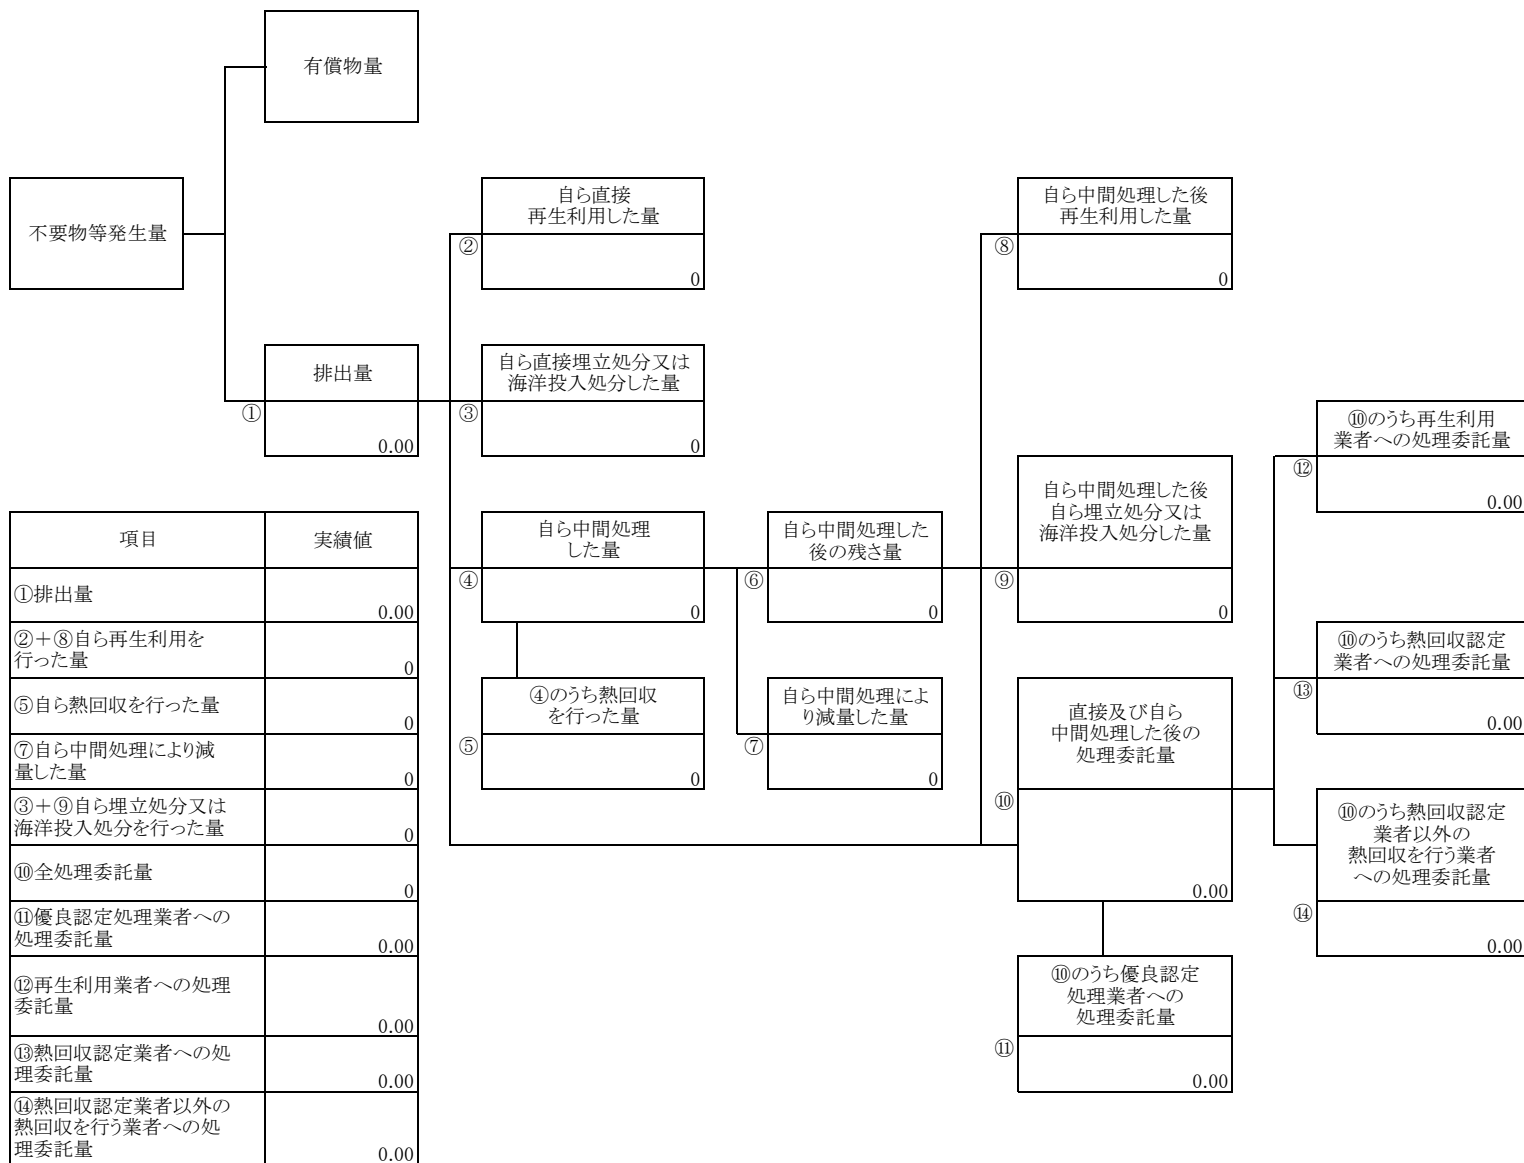 有償物量
不要物等発生量
自ら直接
再生利用した量
②
0
自ら中間処理した後
再生利用した量
⑧
0
排出量
①
0.00
自ら直接埋立処分又は
海洋投入処分した量
③
0
⑩のうち再生利用
業者への処理委託量
⑫
0.00
自ら中間処理
した量
④
0
自ら中間処理した
後の残さ量
⑥
0
自ら中間処理した後
自ら埋立処分又は
海洋投入処分した量
⑨
0
⑩のうち熱回収認定
業者への処理委託量
⑬
0.00
④のうち熱回収
を行った量
⑤
0
自ら中間処理によ
り減量した量
⑦
0
直接及び自ら
中間処理した後の
処理委託量
⑩
0.00
⑩のうち熱回収認定
業者以外の
熱回収を行う業者
への処理委託量
⑭
0.00
⑩のうち優良認定
処理業者への
処理委託量
⑪
0.00
項目 実績値
①排出量
0.00
②+⑧自ら再生利用を
行った量
0
⑤自ら熱回収を行った量
0
⑦自ら中間処理により減
量した量
0
③+⑨自ら埋立処分又は
海洋投入処分を行った量
0
⑩全処理委託量
0
⑪優良認定処理業者への
処理委託量
0.00
⑫再生利用業者への処理
委託量
0.00
⑬熱回収認定業者への処
理委託量
0.00
⑭熱回収認定業者以外の
熱回収を行う業者への処
理委託量
0.00